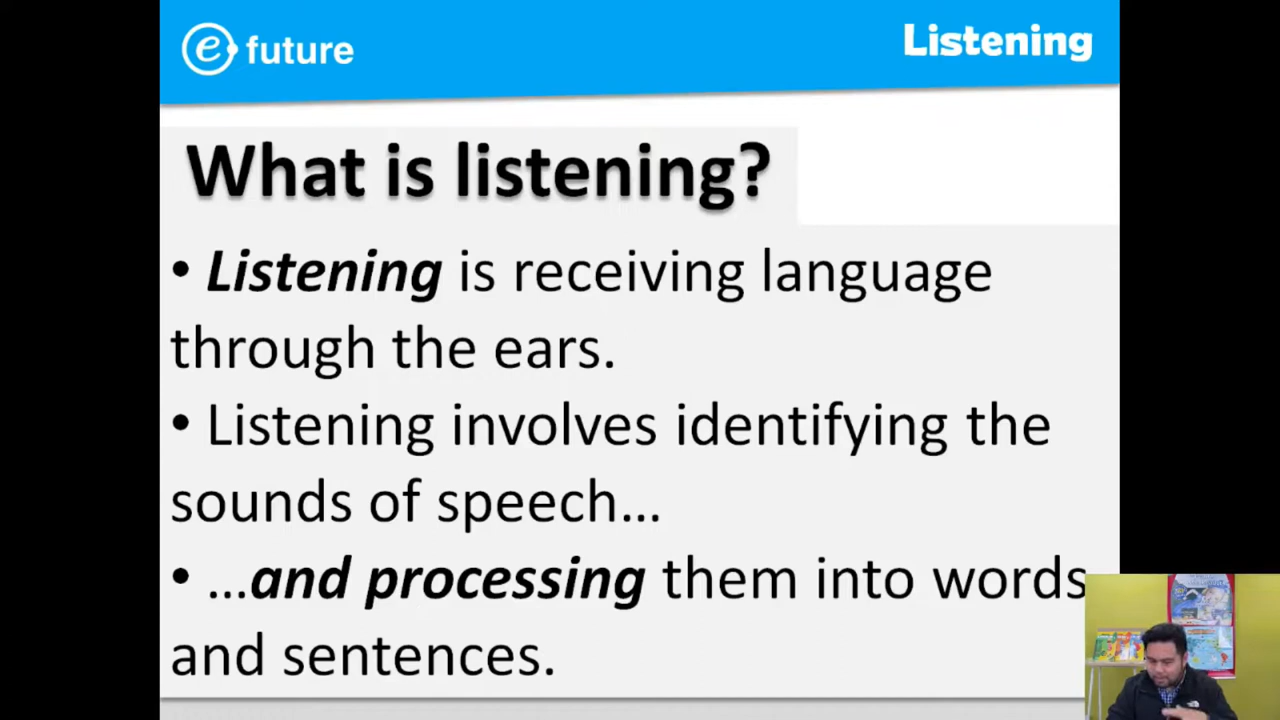 e future
Listening
What is listening?
• Listening is receiving language
through the ears.
• Listening involves identifying the
sounds of speech…
• …and processing them into words
and sentences.